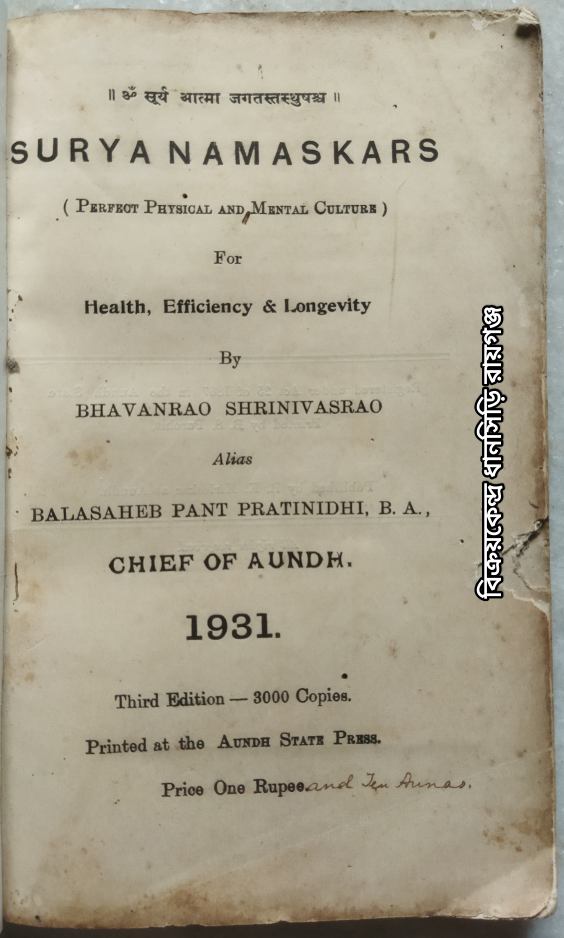 ॥ ॐ सूर्य आत्मा जगतस्तस्थुषश्च ॥
SURYA NAMASKARS
( PERFECT PHYSICAL AND MENTAL CULTURE )
For
Health, Efficiency & Longevity
By
BHAVANRAO SHRINIVASRAO
Alias
BALASAHEB PANT PRATINIDHI, B. A.,
CHIEF OF AUNDH.
1931.
Third Edition — 3000 Copies.
Printed at the AUNDH STATE PRESS.
Price One Rupee and Ten Annas.
বিক্রয়কেন্দ্র ধানসিড়ি রায়গঞ্জ